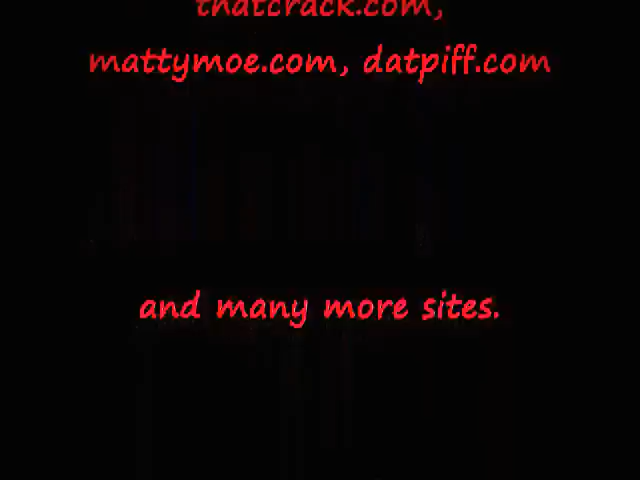 thatcrack.com,
mattymoe.com, datpiff.com
and many more sites.